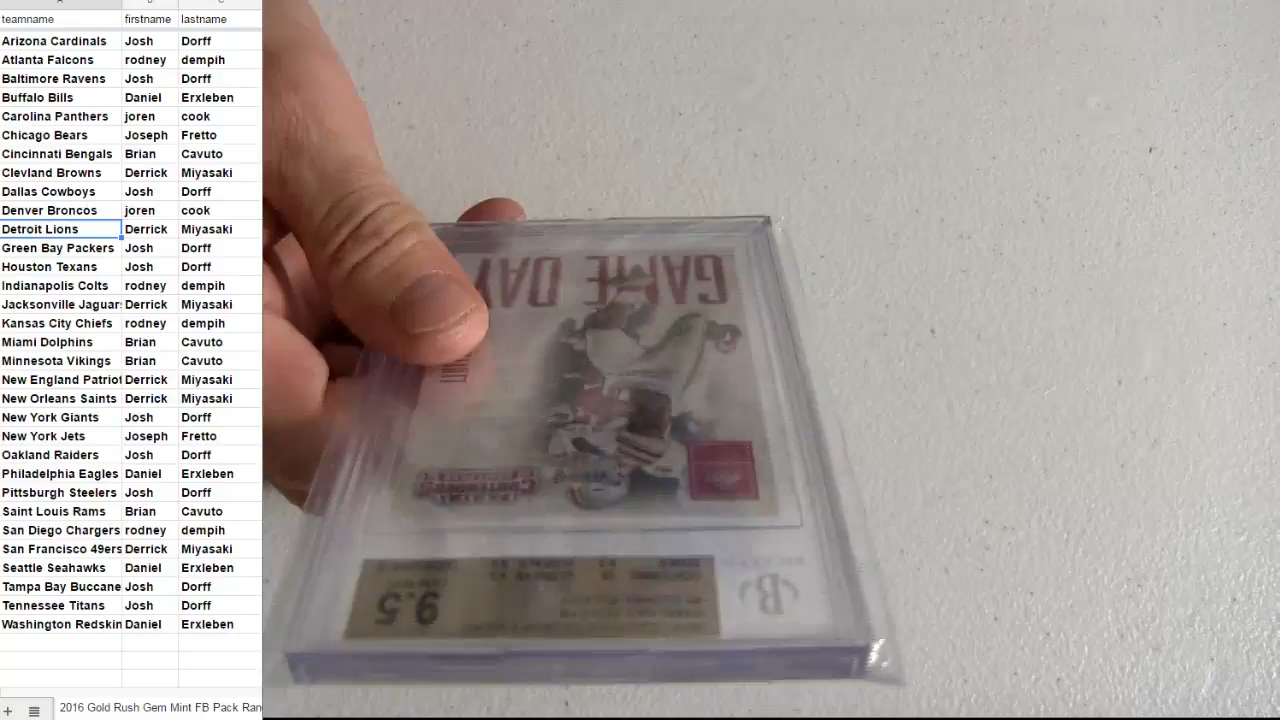 teamname firstname lastname
Arizona Cardinals Josh Dorff
Atlanta Falcons rodney dempih
Baltimore Ravens Josh Dorff
Buffalo Bills Daniel Erxleben
Carolina Panthers joren cook
Chicago Bears Joseph Fretto
Cincinnati Bengals Brian Cavuto
Clevland Browns Derrick Miyasaki
Dallas Cowboys Josh Dorff
Denver Broncos joren cook
Detroit Lions Derrick Miyasaki
Green Bay Packers Josh Dorff
Houston Texans Josh Dorff
Indianapolis Colts rodney dempih
Jacksonville Jaguar Derrick Miyasaki
Kansas City Chiefs rodney dempih
Miami Dolphins Brian Cavuto
Minnesota Vikings Brian Cavuto
New England Patriot Derrick Miyasaki
New Orleans Saints Derrick Miyasaki
New York Giants Josh Dorff
New York Jets Joseph Fretto
Oakland Raiders Josh Dorff
Philadelphia Eagles Daniel Erxleben
Pittsburgh Steelers Josh Dorff
Saint Louis Rams Brian Cavuto
San Diego Chargers rodney dempih
San Francisco 49ers Derrick Miyasaki
Seattle Seahawks Daniel Erxleben
Tampa Bay Buccane Josh Dorff
Tennessee Titans Josh Dorff
Washington Redskin Daniel Erxleben
2016 Gold Rush Gem Mint FB Pack Ran
GAME DAY
9.5